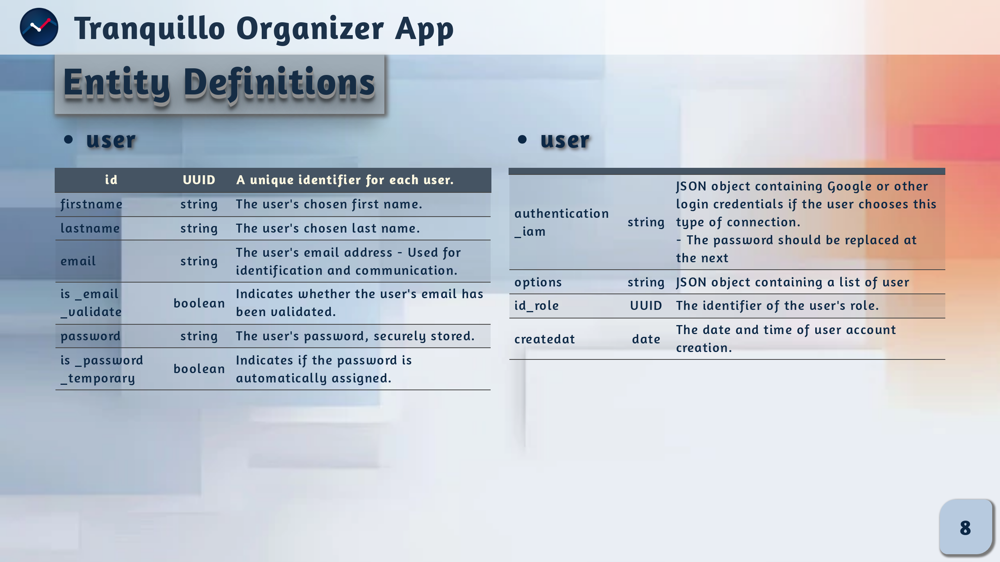 Tranquillo Organizer App
Entity Definitions
• user
id UUID A unique identifier for each user.
firstname string The user's chosen first name.
lastname string The user's chosen last name.
email string The user's email address - Used for
identification and communication.
is _email
_validate boolean Indicates whether the user's email has
been validated.
password string The user's password, securely stored.
is _password
_temporary boolean Indicates if the password is
automatically assigned.
• user
authentication
_iam string JSON object containing Google or other
login credentials if the user chooses this
type of connection.
- The password should be replaced at
the next
options string JSON object containing a list of user
id_role UUID The identifier of the user's role.
createdat date The date and time of user account
creation.
8